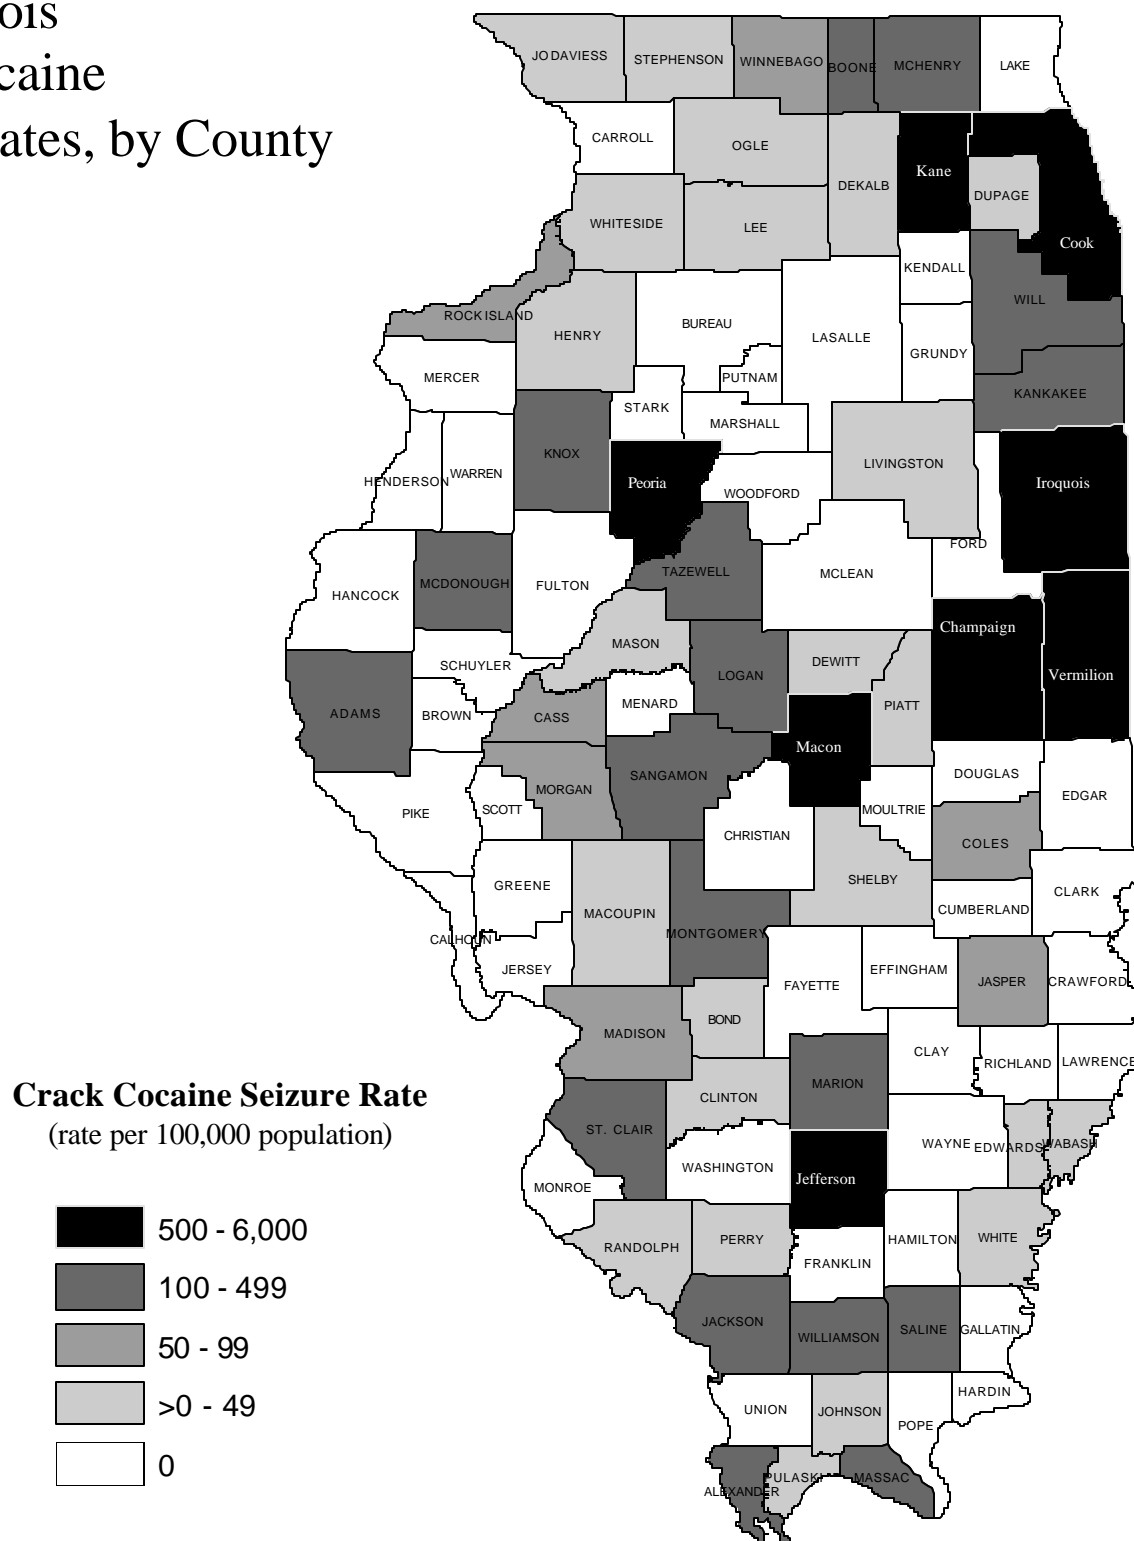 ois
caine
ates, by County
JO DAVIESS
STEPHENSON
WINNEBAGO
BOONE
MCHENRY
LAKE
CARROLL
OGLE
DEKALB
Kane
DUPAGE
Cook
WHITESIDE
LEE
KENDALL
WILL
ROCK ISLAND
HENRY
BUREAU
LASALLE
GRUNDY
MERCER
PUTNAM
KANKAKEE
STARK
MARSHALL
KNOX
LIVINGSTON
HENDERSON
WARREN
Peoria
WOODFORD
Iroquois
FORD
MCDONOUGH
FULTON
TAZEWELL
MCLEAN
HANCOCK
Champaign
MASON
DEWITT
SCHUYLER
LOGAN
Vermilion
ADAMS
BROWN
CASS
MENARD
PIATT
Macon
SANGAMON
DOUGLAS
EDGAR
PIKE
SCOTT
MORGAN
MOULTRIE
CHRISTIAN
COLES
GREENE
SHELBY
CLARK
MACOUPIN
CUMBERLAND
CALHOUN
MONTGOMERY
JERSEY
EFFINGHAM
FAYETTE
JASPER
CRAWFORD
MADISON
BOND
CLAY
RICHLAND
LAWRENCE
MARION
CLINTON
ST. CLAIR
WAYNE
EDWARDS
WABASH
WASHINGTON
Jefferson
MONROE
RANDOLPH
PERRY
HAMILTON
WHITE
FRANKLIN
JACKSON
WILLIAMSON
SALINE
GALLATIN
HARDIN
UNION
JOHNSON
POPE
ALEXANDER
PULASKI
MASSAC
Crack Cocaine Seizure Rate
(rate per 100,000 population)
500 - 6,000
100 - 499
50 - 99
>0 - 49
0